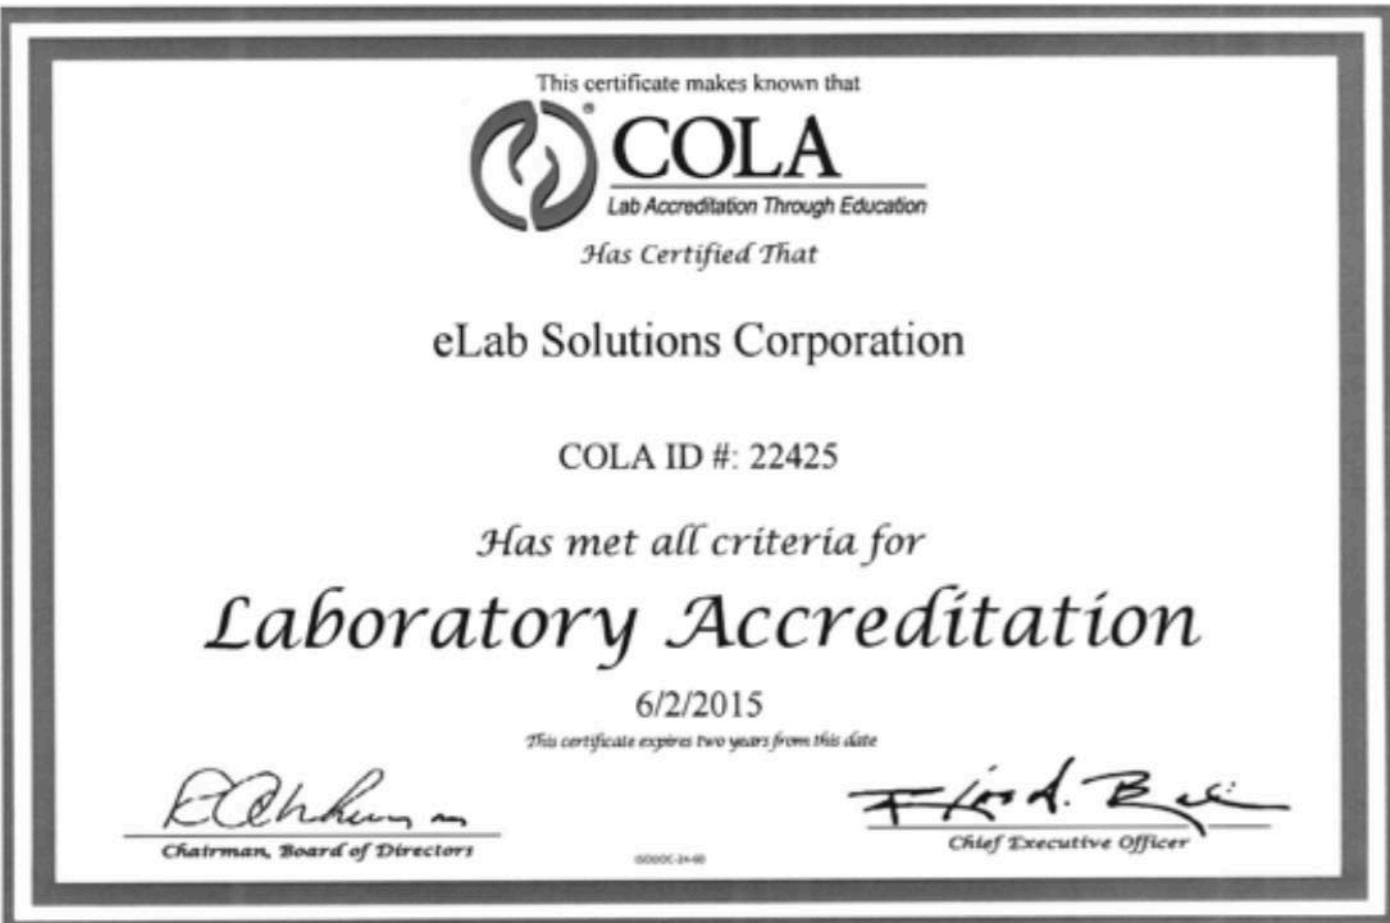 This certificate makes known that
COLA®
Lab Accreditation Through Education
Has Certified That
eLab Solutions Corporation
COLA ID #: 22425
Has met all criteria for
Laboratory Accreditation
6/2/2015
This certificate expires two years from this date
Chairman, Board of Directors
Chief Executive Officer